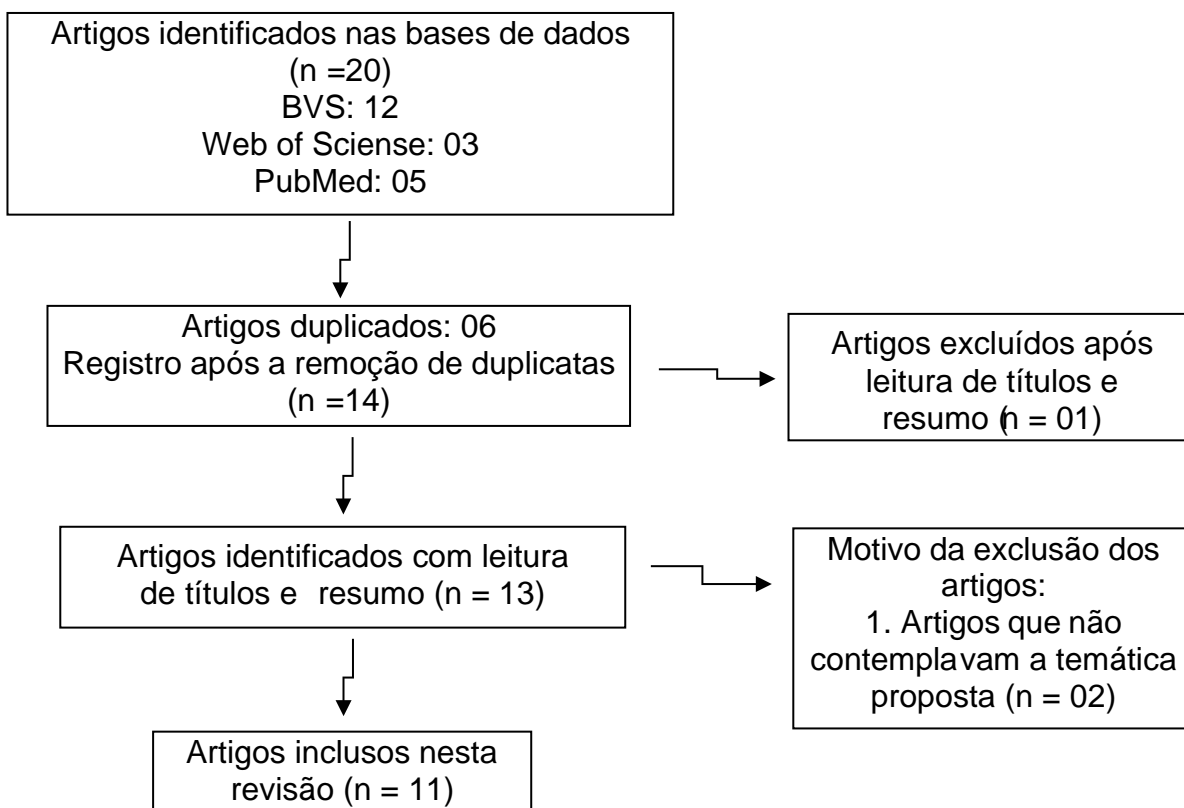 Artigos identificados nas bases de dados
(n =20)
BVS: 12
Web of Sciense: 03
PubMed: 05
Artigos duplicados: 06
Registro após a remoção de duplicatas
(n =14)
Artigos excluídos após
leitura de títulos e
resumo (n = 01)
Artigos identificados com leitura
de títulos e resumo (n = 13)
Motivo da exclusão dos
artigos:
1. Artigos que não
contemplavam a temática
proposta (n = 02)
Artigos inclusos nesta
revisão (n = 11)